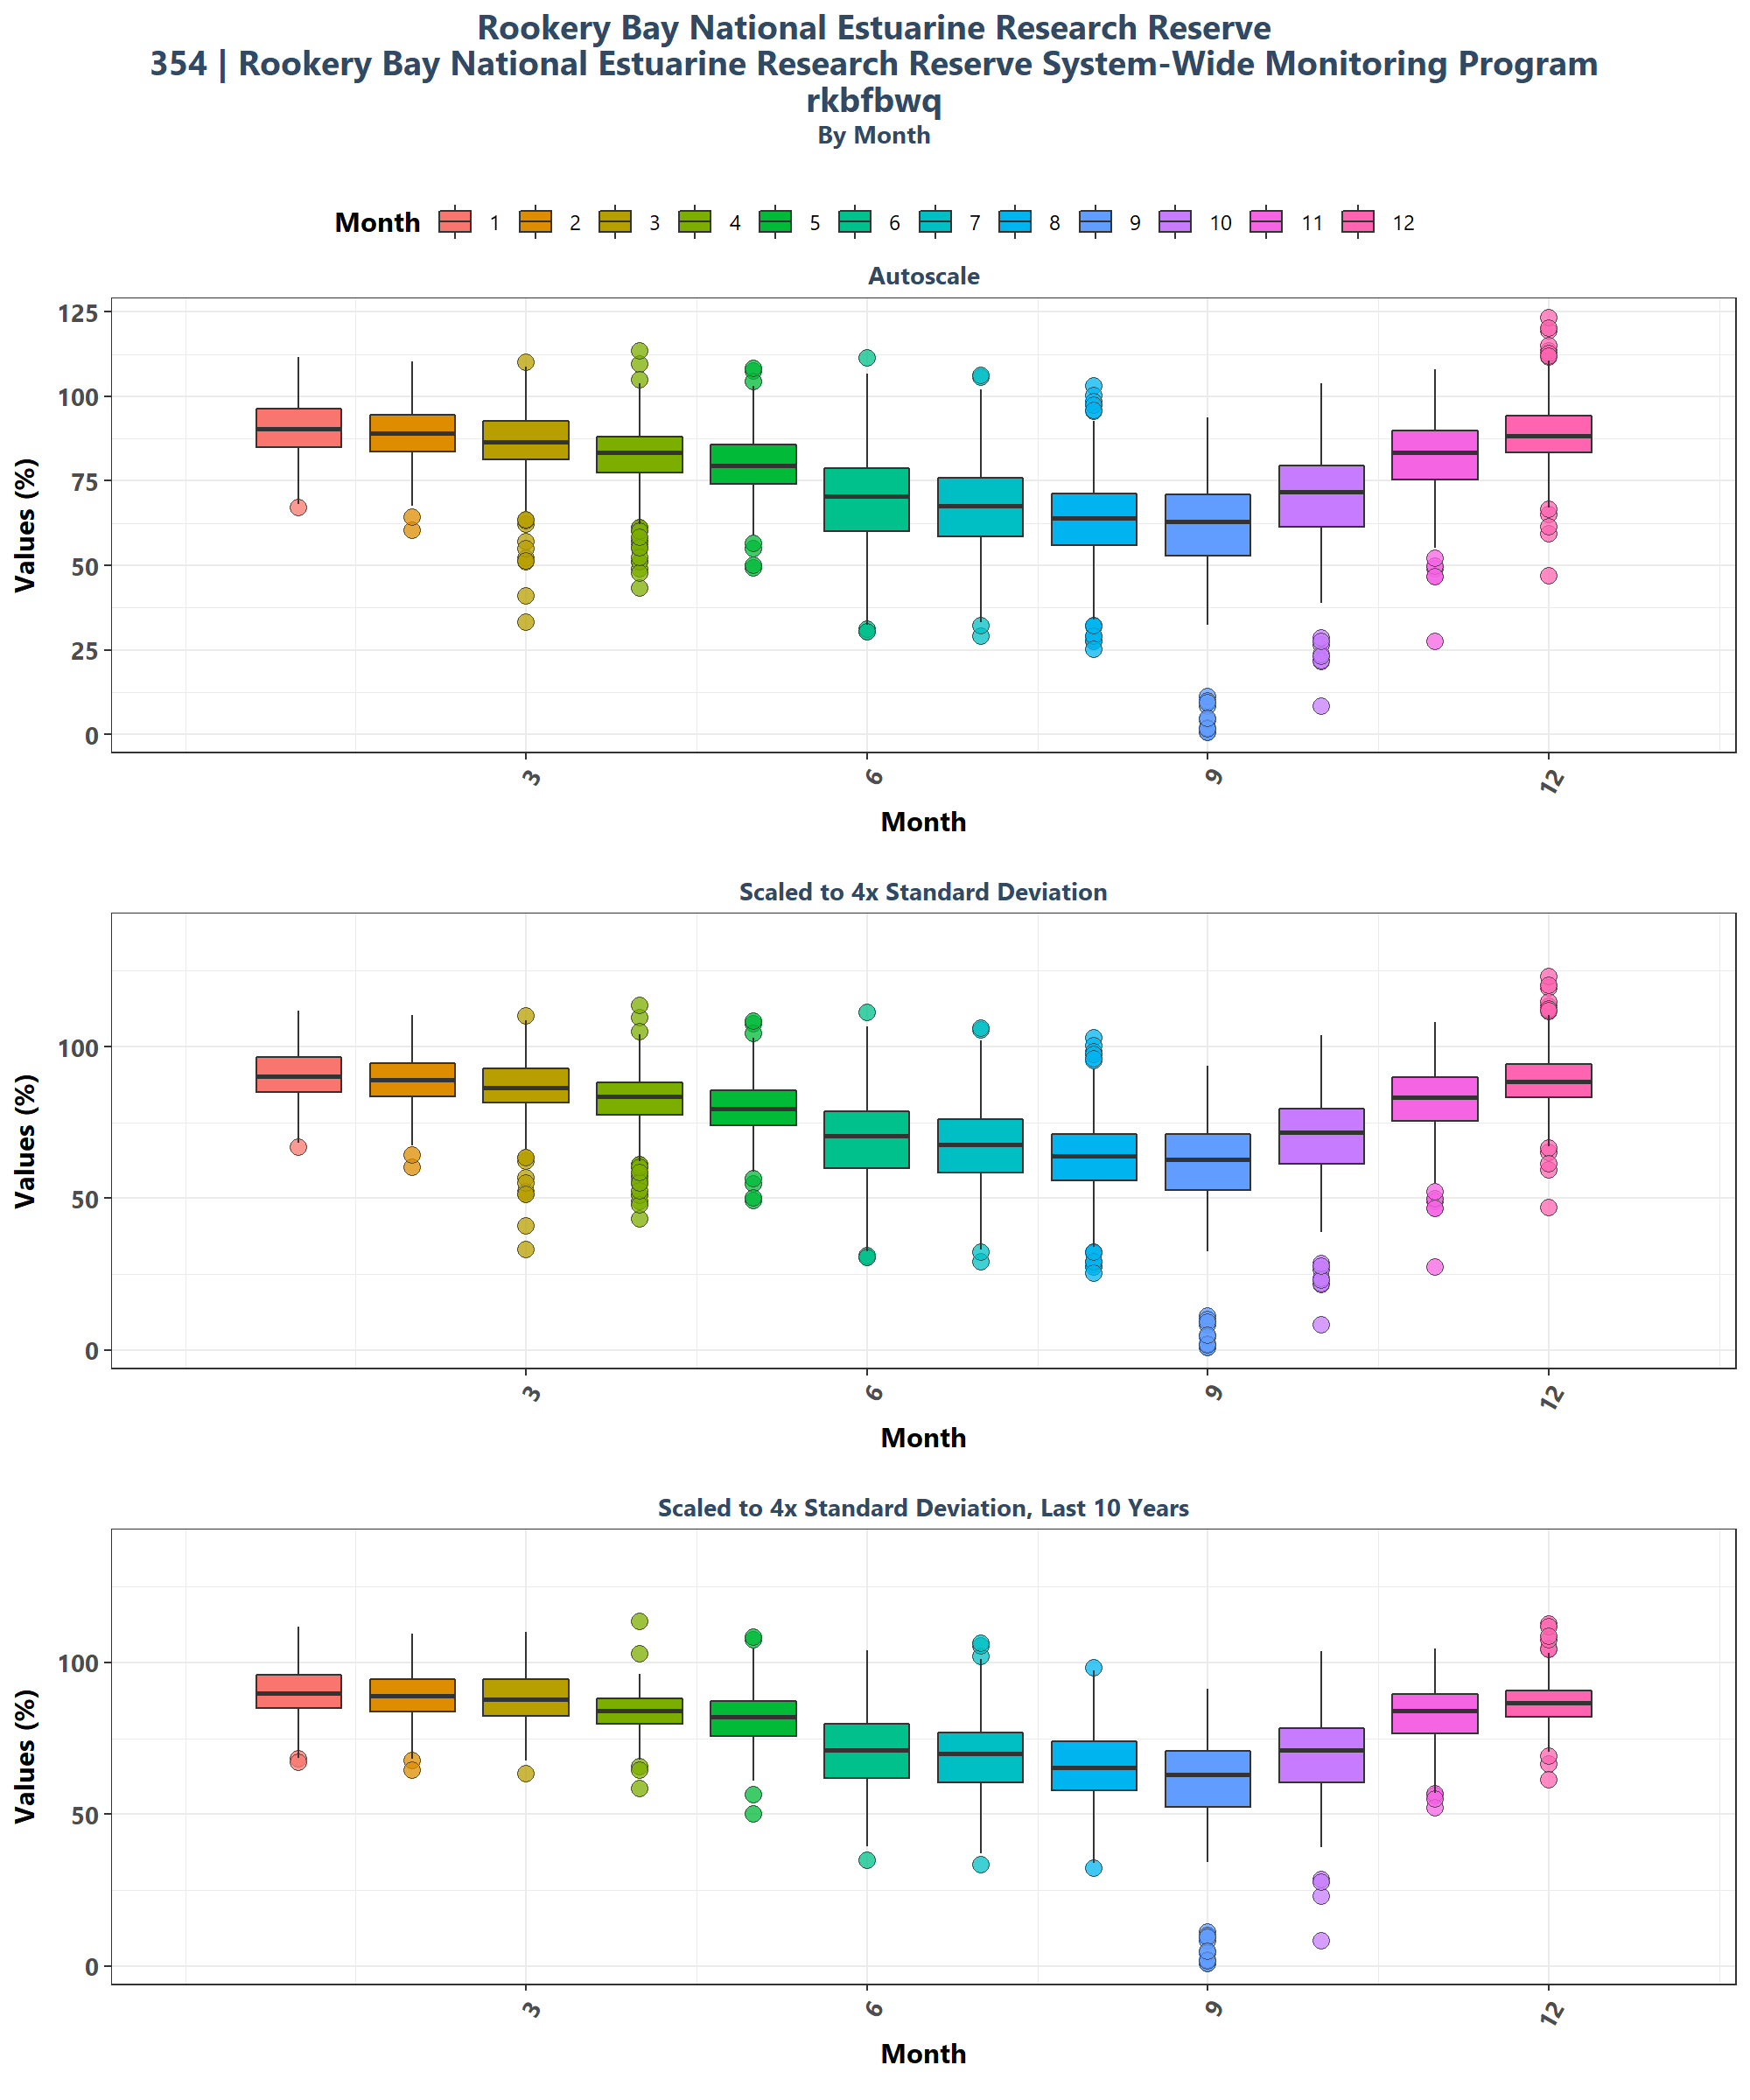 Rookery Bay National Estuarine Research Reserve
354 | Rookery Bay National Estuarine Research Reserve System-Wide Monitoring Program
rkbfbwq
By Month
Month 1 2 3 4 5 6 7 8 9 10 11 12
Autoscale
Values (%)
125
100
75
50
25
0
3 6 9 12
Month
Scaled to 4x Standard Deviation
Values (%)
100
50
0
3 6 9 12
Month
Scaled to 4x Standard Deviation, Last 10 Years
Values (%)
100
50
0
3 6 9 12
Month